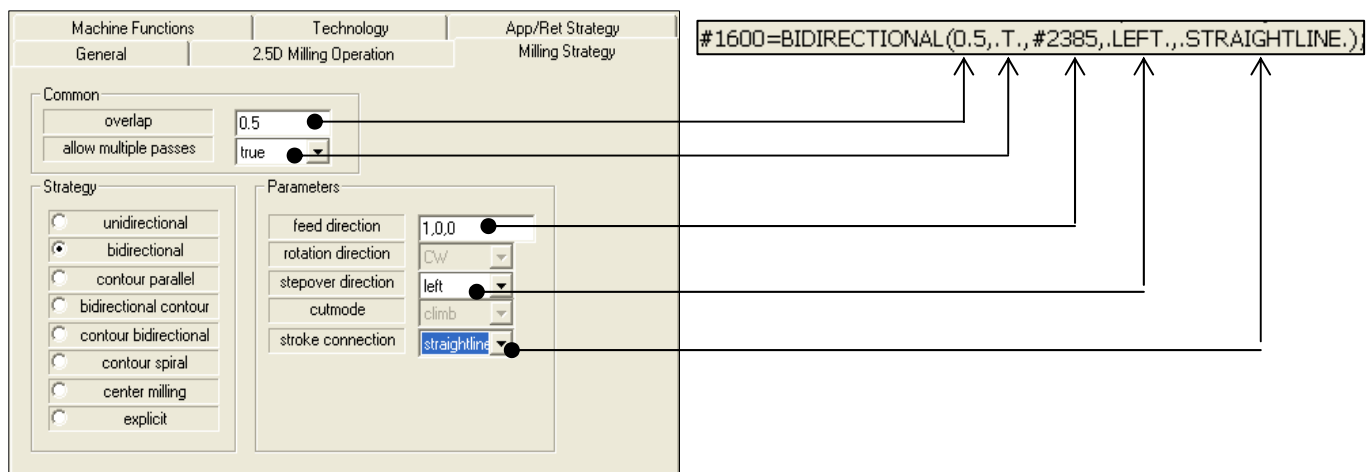 Machine Functions Technology App/Ret Strategy
General 2.5D Milling Operation Milling Strategy
Common
overlap 0.5
allow multiple passes true
Strategy
unidirectional
bidirectional
contour parallel
bidirectional contour
contour bidirectional
contour spiral
center milling
explicit
Parameters
feed direction 1,0,0
rotation direction CW
stepover direction left
cutmode climb
stroke connection straightline
#1600=BIDIRECTIONAL(0.5,.T.,#2385,.LEFT.,.STRAIGHTLINE.);